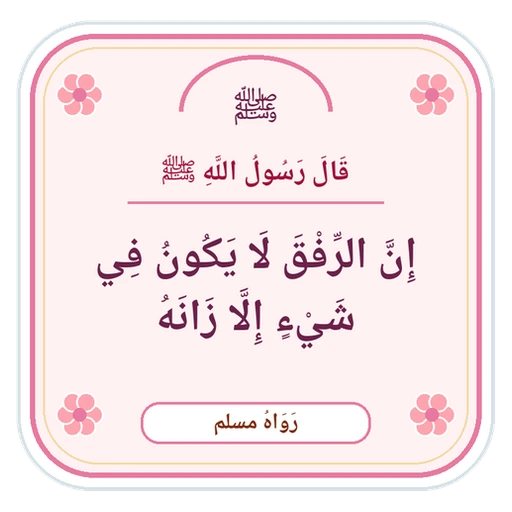 ﷺ
قَالَ رَسُولُ اللَّهِ ﷺ
إِنَّ الرِّفْقَ لَا يَكُونُ فِي
شَيْءٍ إِلَّا زَانَهُ
رَوَاهُ مسلم